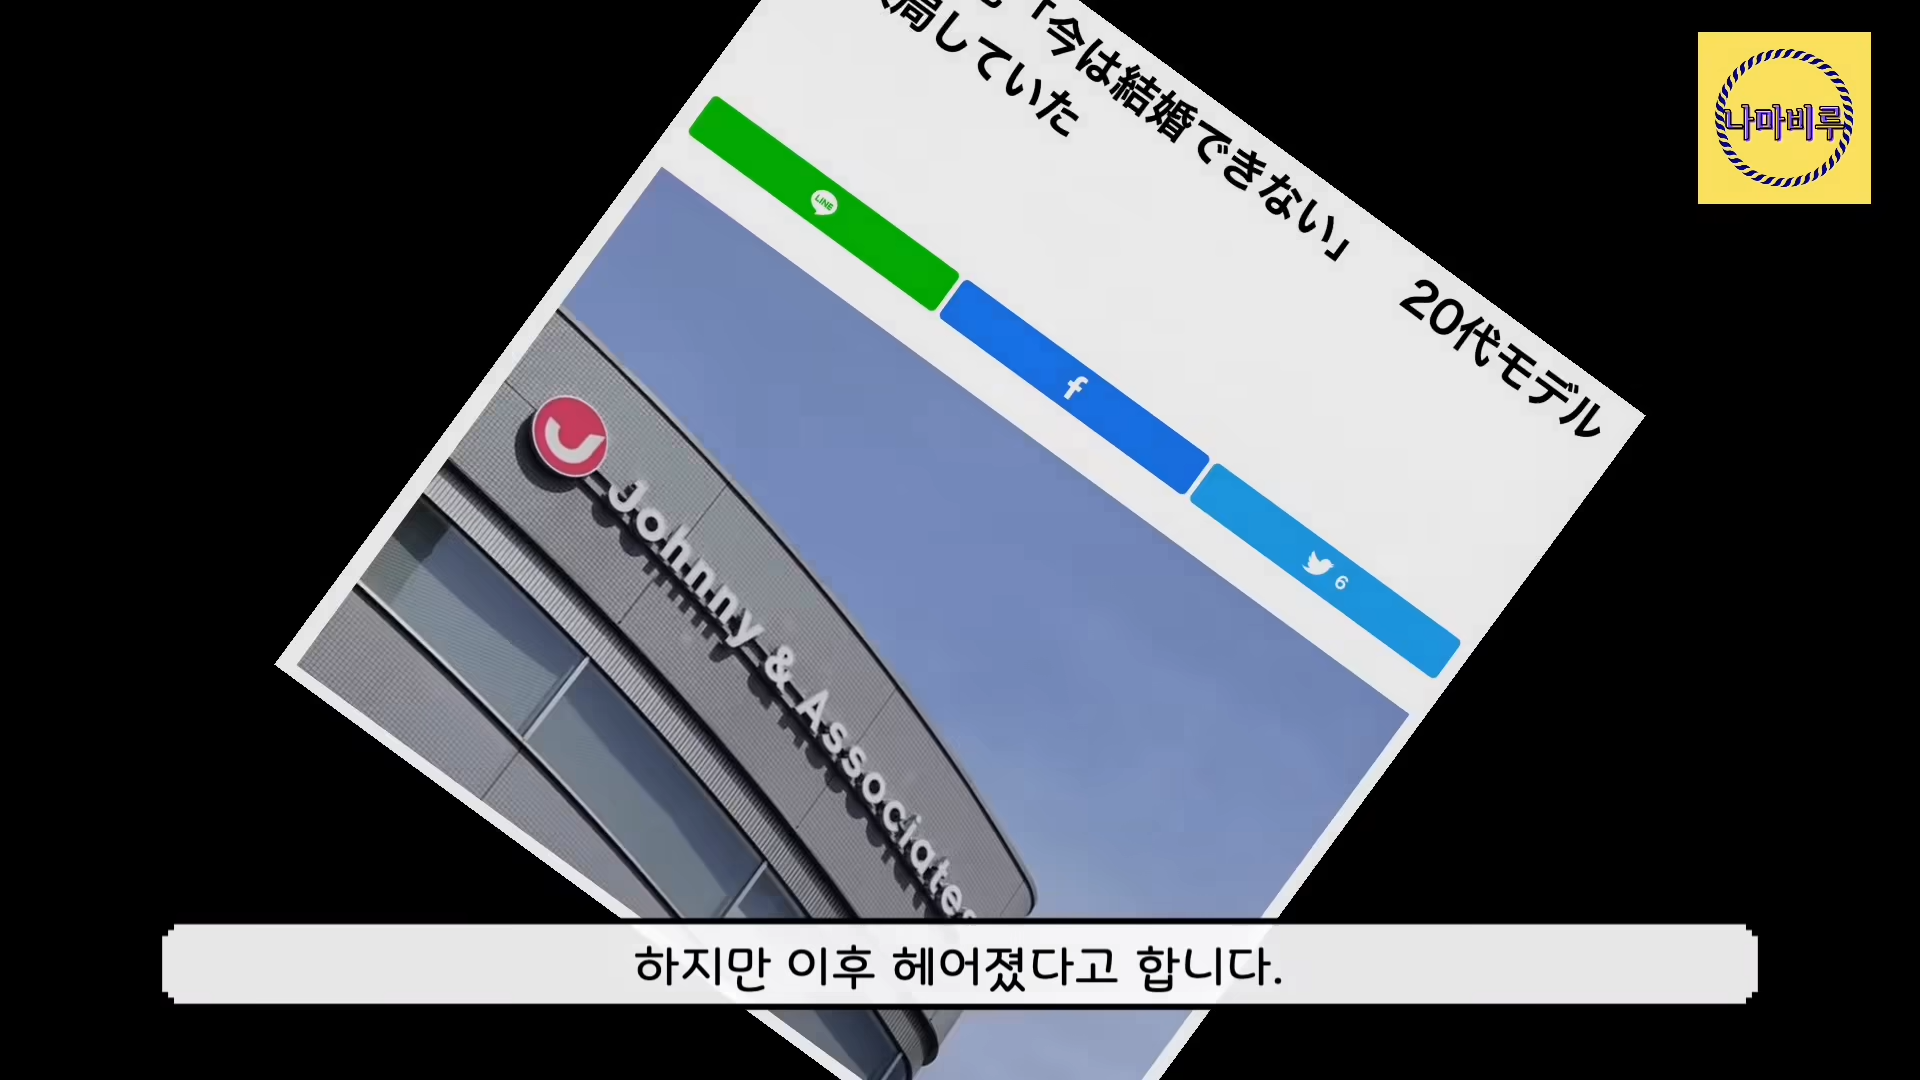 「今は結婚できない」 20代モデル
局していた
LINE
f
6
Johnny & Associates
나마비루
하지만 이후 헤어졌다고 합니다.